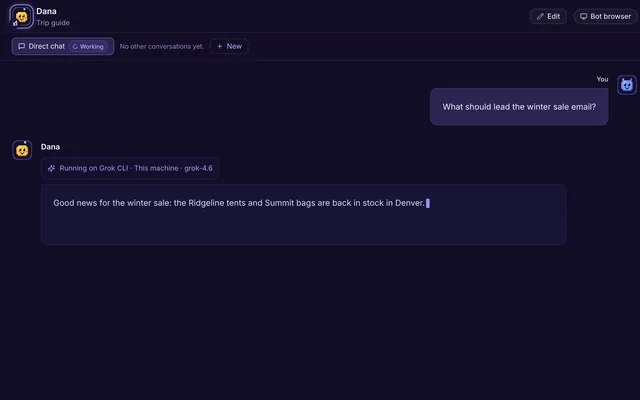 Dana
Trip guide
Edit
Bot browser
Direct chat
Working
No other conversations yet.
+ New
You
What should lead the winter sale email?
Dana
Running on Grok CLI · This machine · grok-4.6
Good news for the winter sale: the Ridgeline tents and Summit bags are back in stock in Denver.